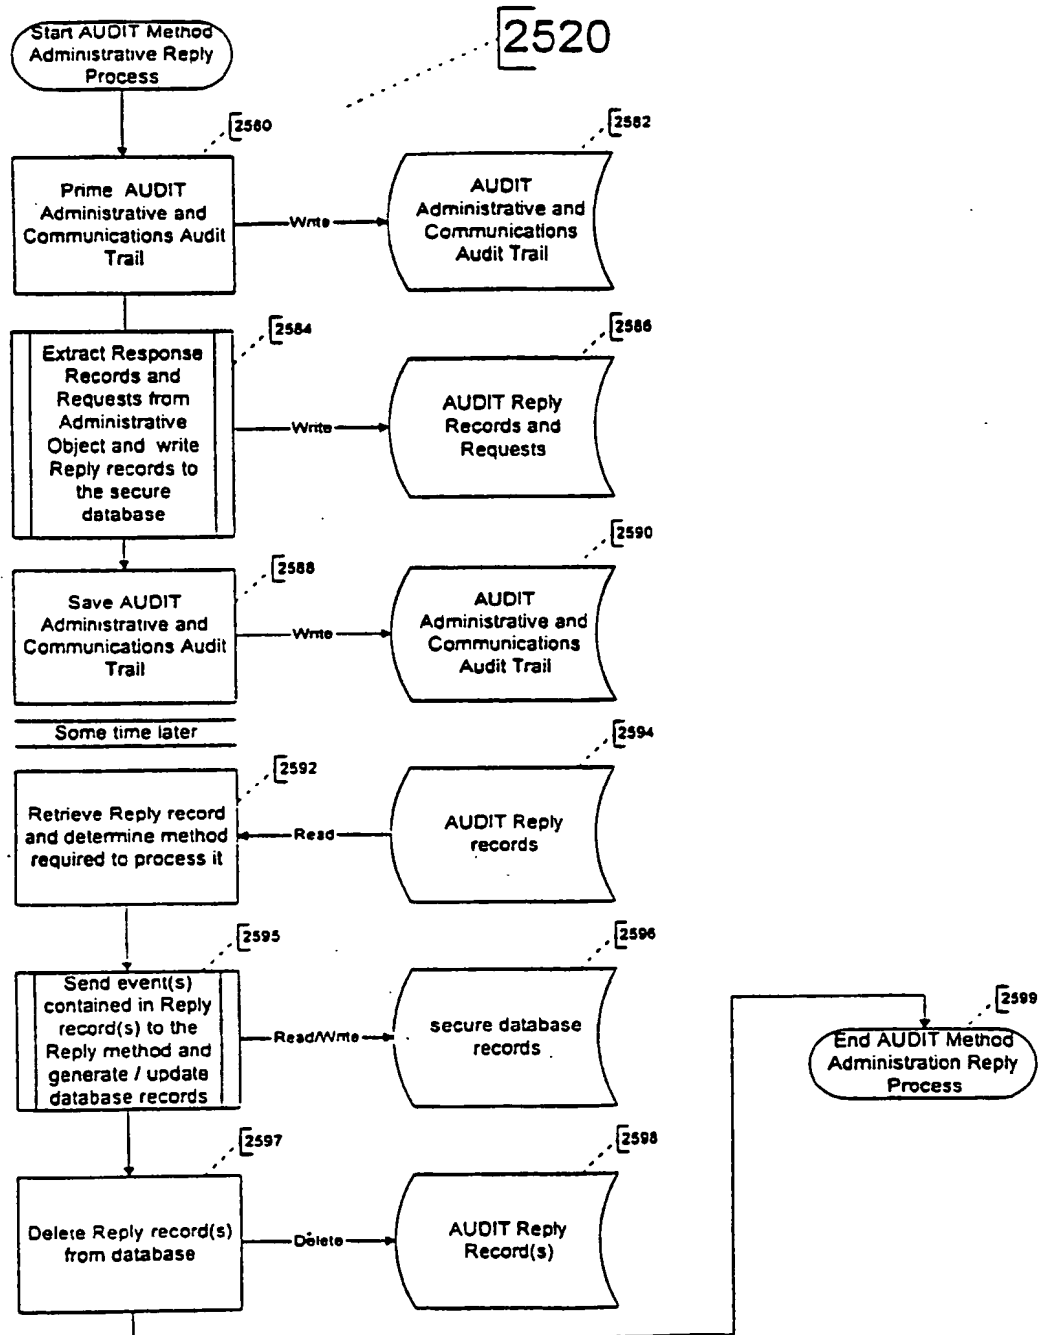 Start AUDIT Method
Administrative Reply
Process
2520
2580
Prime AUDIT
Administrative and
Communications Audit
Trail
Write
2582
AUDIT
Administrative and
Communications
Audit Trail
2584
Extract Response
Records and
Requests from
Administrative
Object and write
Reply records to
the secure
database
Write
2586
AUDIT Reply
Records and
Requests
2588
Save AUDIT
Administrative and
Communications Audit
Trail
Write
2590
AUDIT
Administrative and
Communications
Audit Trail
Some time later
2592
Retrieve Reply record
and determine method
required to process it
Read
2594
AUDIT Reply
records
2595
Send event(s)
contained in Reply
record(s) to the
Reply method and
generate / update
database records
Read/Write
2596
secure database
records
2597
Delete Reply record(s)
from database
Delete
2598
AUDIT Reply
Record(s)
2599
End AUDIT Method
Administration Reply
Process